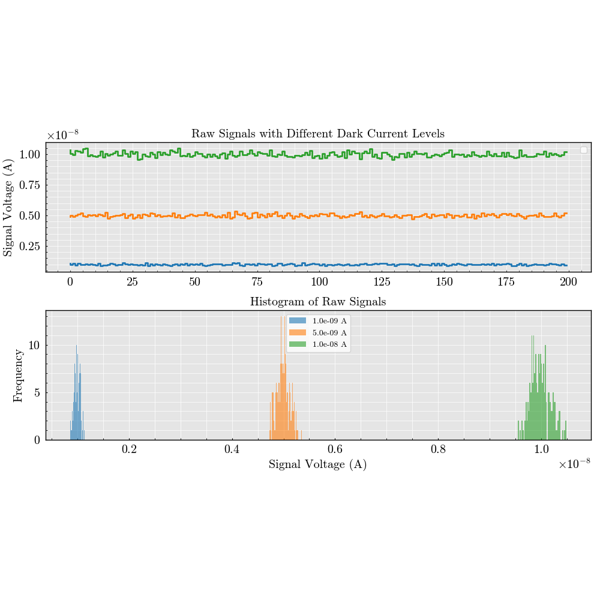 Raw Signals with Different Dark Current Levels
×10⁻⁸
Signal Voltage (A)
1.00
0.75
0.50
0.25
0 25 50 75 100 125 150 175 200
Histogram of Raw Signals
1.0e-09 A
5.0e-09 A
1.0e-08 A
Frequency
10
5
0
0.2 0.4 0.6 0.8 1.0
Signal Voltage (A)
×10⁻⁸